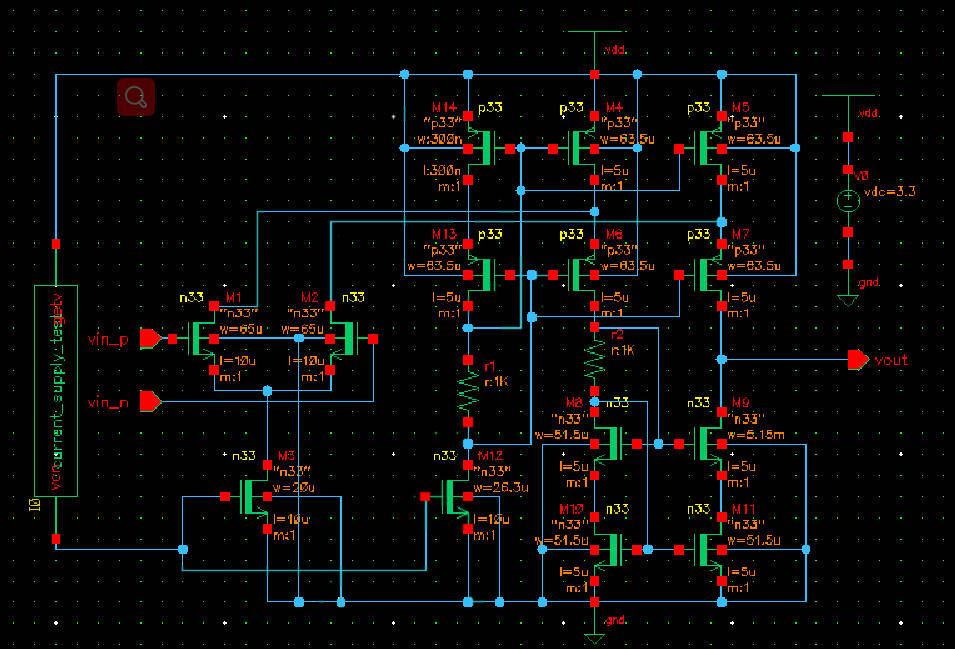 vdd
M14
p33
"p33"
w=300n
l:300n
m:1
p33
M4
"p33"
w=63.5u
l=5u
m:1
p33
M5
"p33"
w=63.5u
l=5u
m:1
vdd
V0
vdc=3.3
gnd
M13
p33
"p33"
w=63.5u
l=5u
m:1
p33
M6
"p33"
w=63.5u
l=5u
m:1
p33
M7
"p33"
w=63.5u
l=5u
m:1
n33
M1
"n33"
w=65u
l=10u
m:1
M2
n33
"n33"
w=65u
l=10u
m:1
vin_p
vin_n
r1
r:1K
r2
r:1K
vout
I0
n33
M3
"n33"
w=20u
l=10u
m:1
n33
M12
"n33"
w=26.3u
l=10u
m:1
M8
n33
"n33"
w=51.5u
l=5u
m:1
n33
M9
"n33"
w=5.15m
l=5u
m:1
M10
n33
"n33"
w=51.5u
l=5u
m:1
n33
M11
"n33"
w=51.5u
l=5u
m:1
gnd